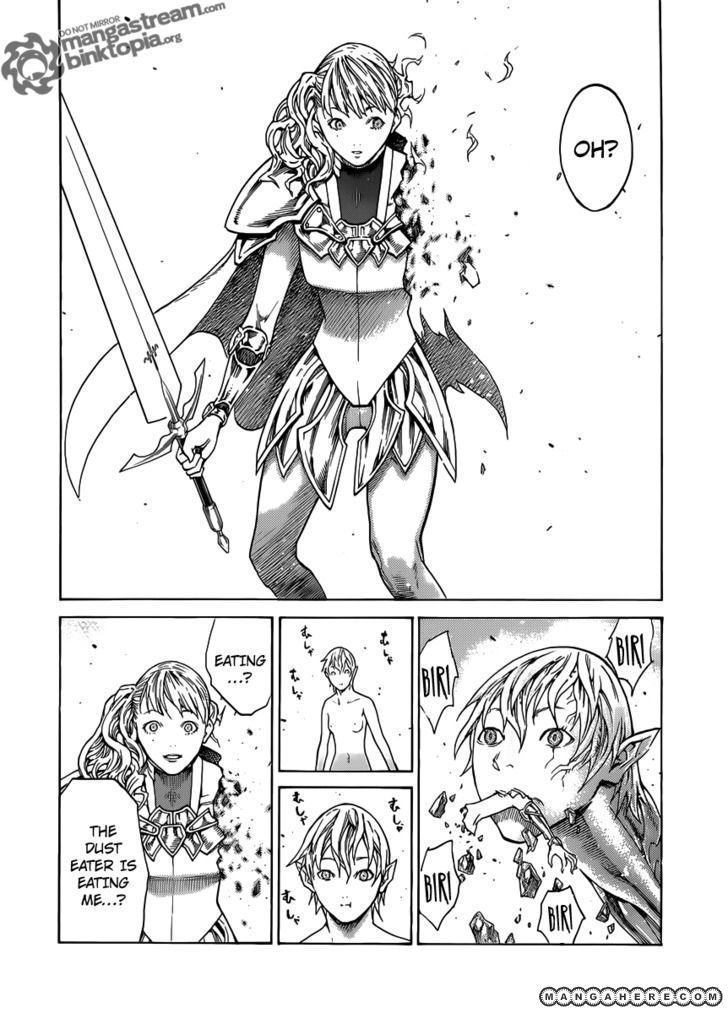 DO NOT MIRROR
mangastream.com
binktopia.org
OH?
BIRI
BIRI
BIRI
BIRI
むしゃ
むしゃ
むしゃ
むしゃ
EATING
...?
THE
DUST
EATER IS
EATING
ME...?
MANGAHERE.COM